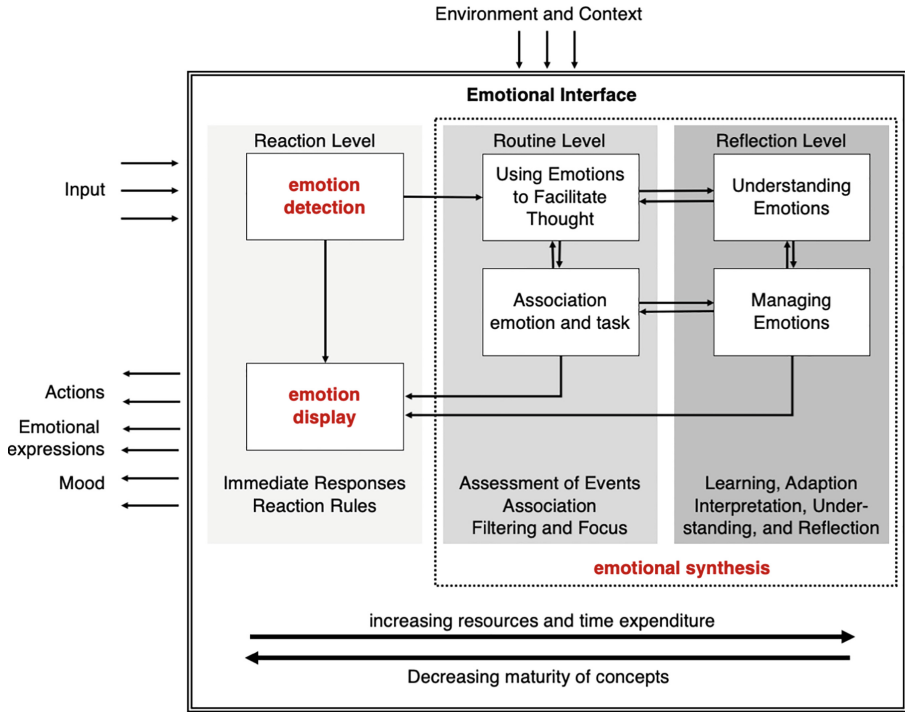 Environment and Context
Emotional Interface
Reaction Level
Routine Level
Reflection Level
Input
emotion
detection
Using Emotions
to Facilitate
Thought
Understanding
Emotions
Association
emotion and task
Managing
Emotions
Actions
Emotional
expressions
Mood
emotion
display
Immediate Responses
Reaction Rules
Assessment of Events
Association
Filtering and Focus
Learning, Adaption
Interpretation, Under-
standing, and Reflection
emotional synthesis
increasing resources and time expenditure
Decreasing maturity of concepts